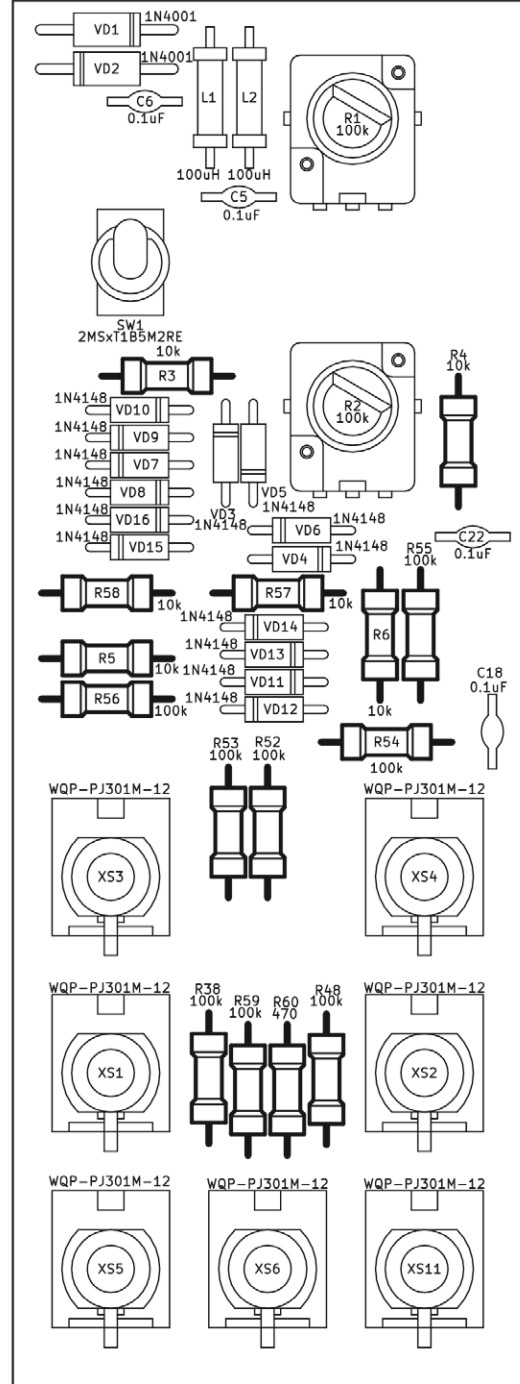 1N4001
VD1
1N4001
VD2
C6
0.1uF
L1
L2
100uH
100uH
R1
100k
C5
0.1uF
SW1
2MSxT1B5M2RE
10k
R3
R4
10k
R2
100k
1N4148
VD10
1N4148
VD9
1N4148
VD7
1N4148
VD8
1N4148
VD16
1N4148
VD15
VD3
1N4148
VD5
1N4148
VD6
1N4148
VD4
1N4148
C22
0.1uF
R55
100k
R58
10k
R57
10k
R6
10k
1N4148
VD14
1N4148
VD13
1N4148
VD11
1N4148
VD12
R5
10k
R56
100k
C18
0.1uF
R54
100k
R53
100k
R52
100k
WQP-PJ301M-12
XS3
WQP-PJ301M-12
XS4
WQP-PJ301M-12
XS1
R38
100k
R59
100k
R60
470
R48
100k
WQP-PJ301M-12
XS2
WQP-PJ301M-12
XS5
WQP-PJ301M-12
XS6
WQP-PJ301M-12
XS11